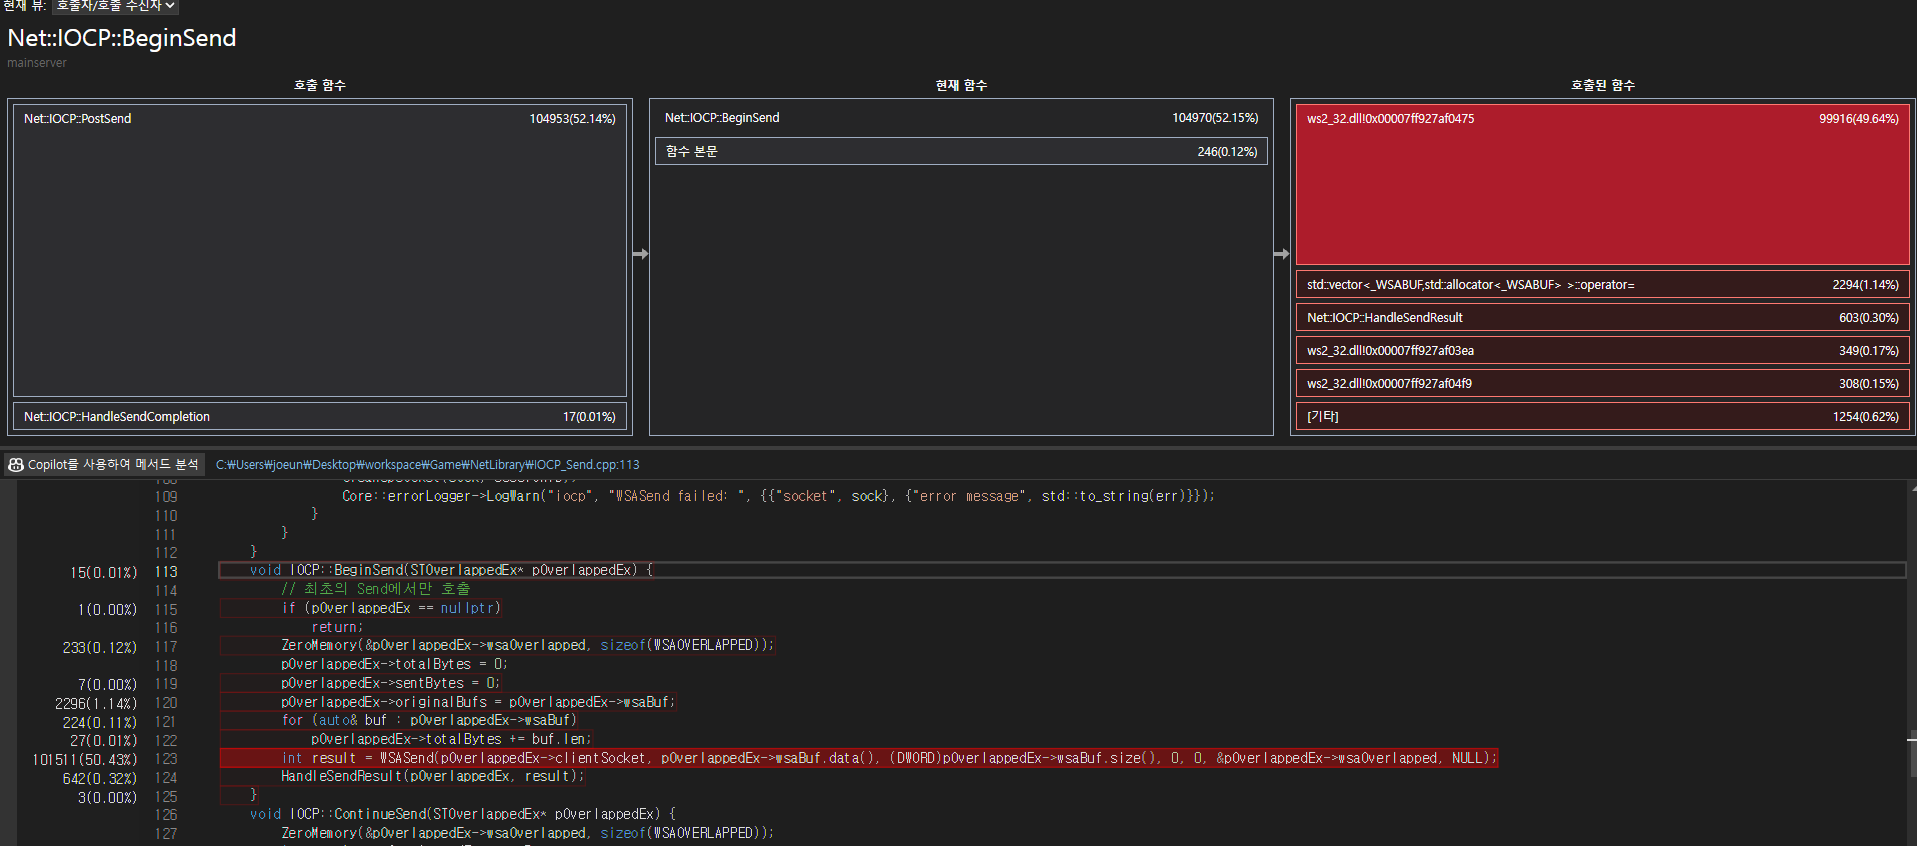 현재 뷰: 호출자/호출 수신자
Net::IOCP::BeginSend
mainserver
호출 함수
현재 함수
호출된 함수
Net::IOCP::PostSend 104953(52.14%)
Net::IOCP::HandleSendCompletion 17(0.01%)
Net::IOCP::BeginSend 104970(52.15%)
함수 본문 246(0.12%)
ws2_32.dll!0x00007ff927af0475 99916(49.64%)
std::vector<_WSABUF,std::allocator<_WSABUF> >::operator= 2294(1.14%)
Net::IOCP::HandleSendResult 603(0.30%)
ws2_32.dll!0x00007ff927af03ea 349(0.17%)
ws2_32.dll!0x00007ff927af04f9 308(0.15%)
[기타] 1254(0.62%)
Copilot를 사용하여 메서드 분석 C:₩Users₩joeun₩Desktop₩workspace₩Game₩NetLibrary₩IOCP_Send.cpp:113
109 Core::errorLogger->LogWarn("iocp", "WSASend failed: ", {{"socket", sock}, {"error message", std::to_string(err)}});
110 }
111 }
112 }
15(0.01%) 113 void IOCP::BeginSend(STOverlappedEx* pOverlappedEx) {
114 // 최초의 Send에서만 호출
1(0.00%) 115 if (pOverlappedEx == nullptr)
116 return;
233(0.12%) 117 ZeroMemory(&pOverlappedEx->wsaOverlapped, sizeof(WSAOVERLAPPED));
118 pOverlappedEx->totalBytes = 0;
7(0.00%) 119 pOverlappedEx->sentBytes = 0;
2296(1.14%) 120 pOverlappedEx->originalBufs = pOverlappedEx->wsaBuf;
224(0.11%) 121 for (auto& buf : pOverlappedEx->wsaBuf)
27(0.01%) 122 pOverlappedEx->totalBytes += buf.len;
101511(50.43%) 123 int result = WSASend(pOverlappedEx->clientSocket, pOverlappedEx->wsaBuf.data(), (DWORD)pOverlappedEx->wsaBuf.size(), 0, 0, &pOverlappedEx->wsaOverlapped, NULL);
642(0.32%) 124 HandleSendResult(pOverlappedEx, result);
3(0.00%) 125 }
126 void IOCP::ContinueSend(STOverlappedEx* pOverlappedEx) {
127 ZeroMemory(&pOverlappedEx->wsaOverlapped, sizeof(WSAOVERLAPPED));